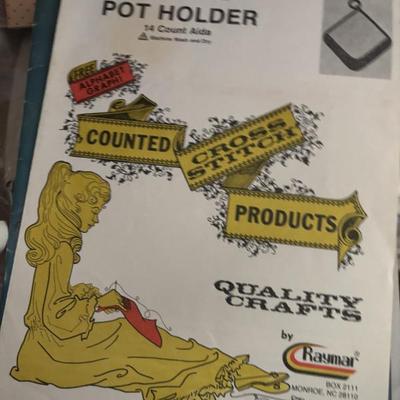 POT HOLDER
14 Count Aida
Machine Wash and Dry
FREE
ALPHABET
GRAPH!
COUNTED
CROSS
STITCH
PRODUCTS
QUALITY
CRAFTS
by
Raymar®
BOX 2111
MONROE, NC 28110